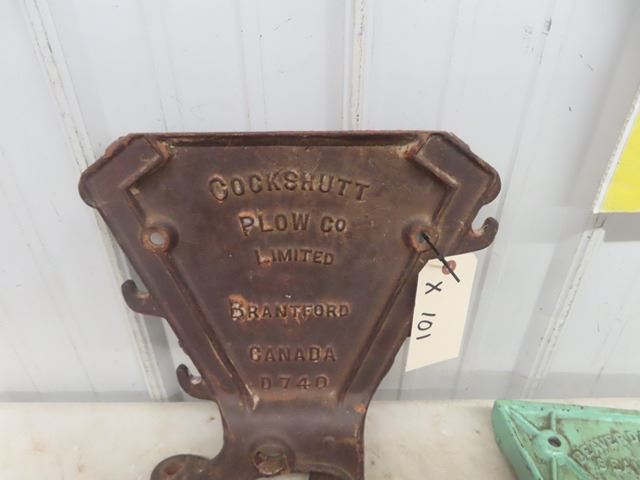 COCKSHUTT
PLOW CO.
LIMITED
BRANTFORD
CANADA
D740
X 101